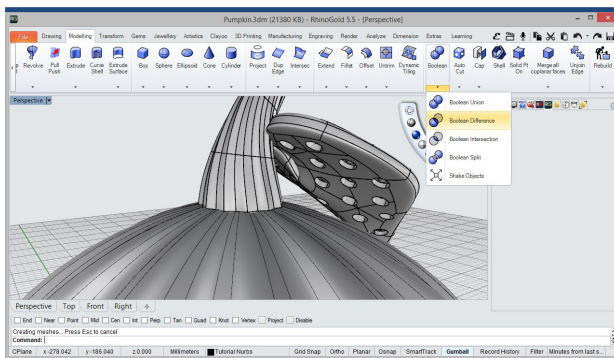 Pumpkin.3dm (21380 KB) - RhinoGold 5.5 - [Perspective]
File Drawing Modelling Transform Gems Jewellery Artistics Clayoo 3D Printing Manufacturing Engraving Render Analyze Dimension Extras Learning
Revolve Pull Push Extrude Curve Shell Extrude Surface Box Sphere Ellipsoid Cone Cylinder Project Dup Edge Intersec Extend Fillet Offset Untrim Dynamic Tiling Boolean Auto Cut Cap Shell Solid Pt On Merge all coplanar faces Unjoin Edge Rebuild
Perspective
Boolean Union
Boolean Difference
Boolean Intersection
Boolean Split
Shake Objects
Perspective Top Front Right
End Near Point Mid Cen Int Perp Tan Quad Knot Vertex Project Disable
Creating meshes... Press Esc to cancel
Command:
CPlane x -278.042 y -186.040 z 0.000 Millimeters Tutorial Nurbs Grid Snap Ortho Planar Osnap SmartTrack Gumball Record History Filter Minutes from last s...